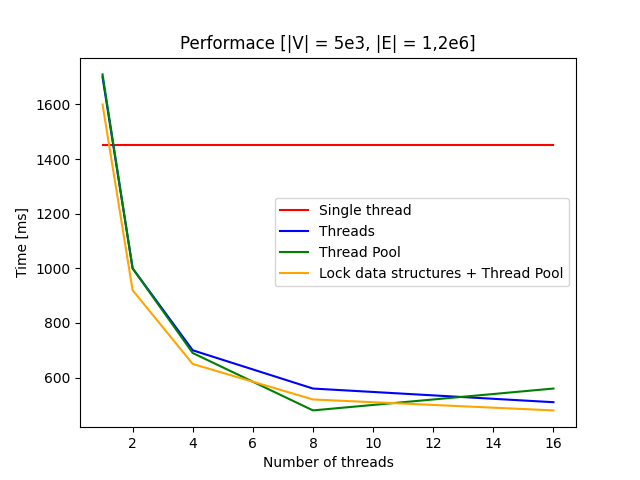 Performace [|V| = 5e3, |E| = 1,2e6]
Time [ms]
1600
1400
1200
1000
800
600
Single thread
Threads
Thread Pool
Lock data structures + Thread Pool
2 4 6 8 10 12 14 16
Number of threads